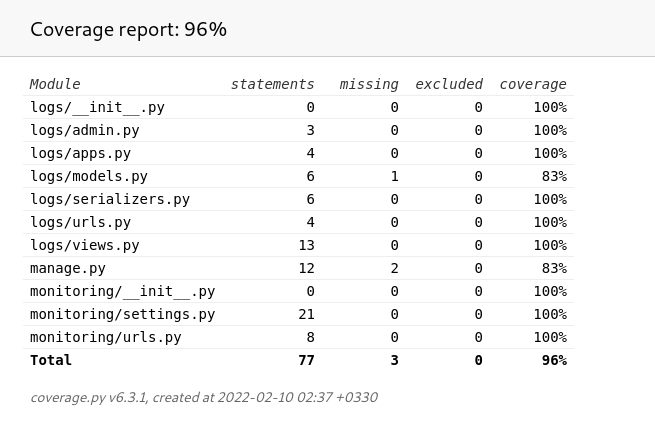 Coverage report: 96%
Module statements missing excluded coverage
logs/__init__.py 0 0 0 100%
logs/admin.py 3 0 0 100%
logs/apps.py 4 0 0 100%
logs/models.py 6 1 0 83%
logs/serializers.py 6 0 0 100%
logs/urls.py 4 0 0 100%
logs/views.py 13 0 0 100%
manage.py 12 2 0 83%
monitoring/__init__.py 0 0 0 100%
monitoring/settings.py 21 0 0 100%
monitoring/urls.py 8 0 0 100%
Total 77 3 0 96%
coverage.py v6.3.1, created at 2022-02-10 02:37 +0330